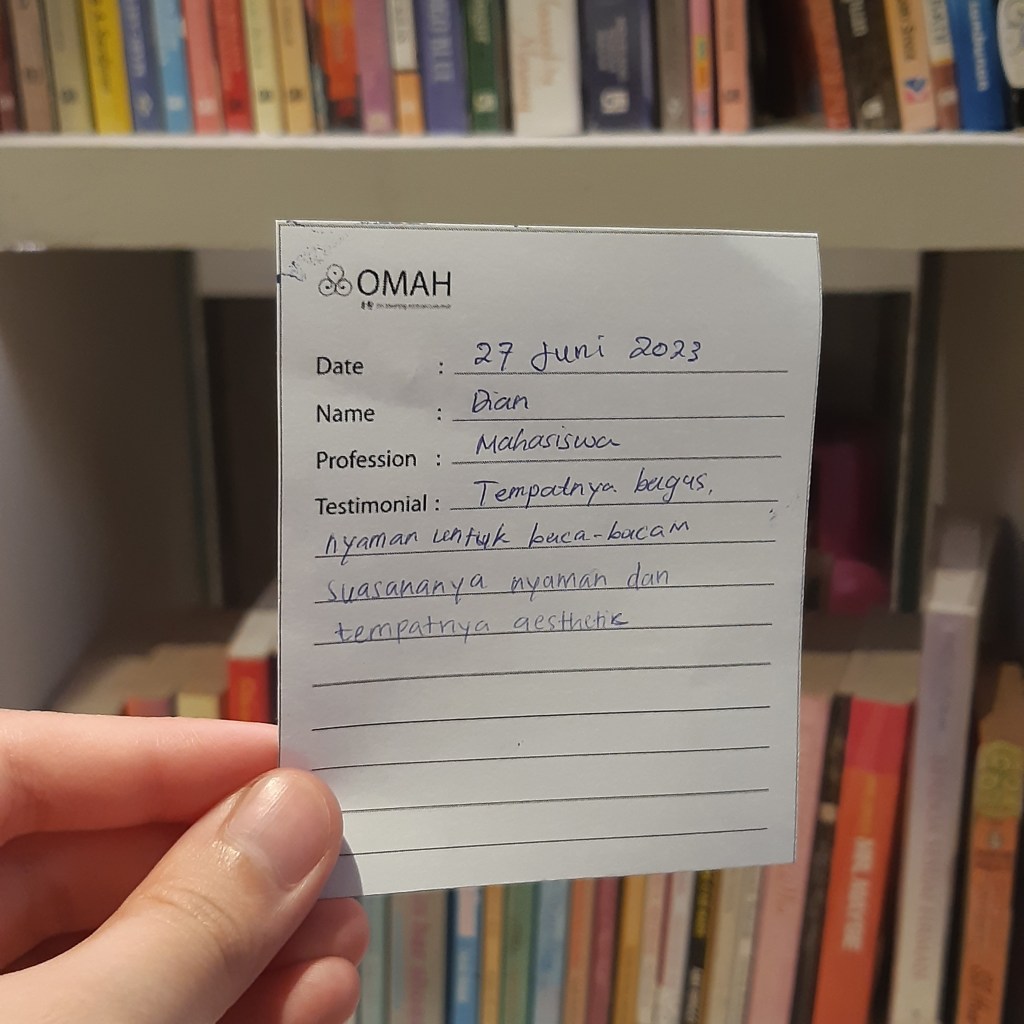 OMAH
Date : 27 Juni 2023
Name : Dian
Profession : Mahasiswa
Testimonial : Tempatnya bagus,
nyaman untuk baca-bacaan
suasananya nyaman dan
tempatnya aesthetik